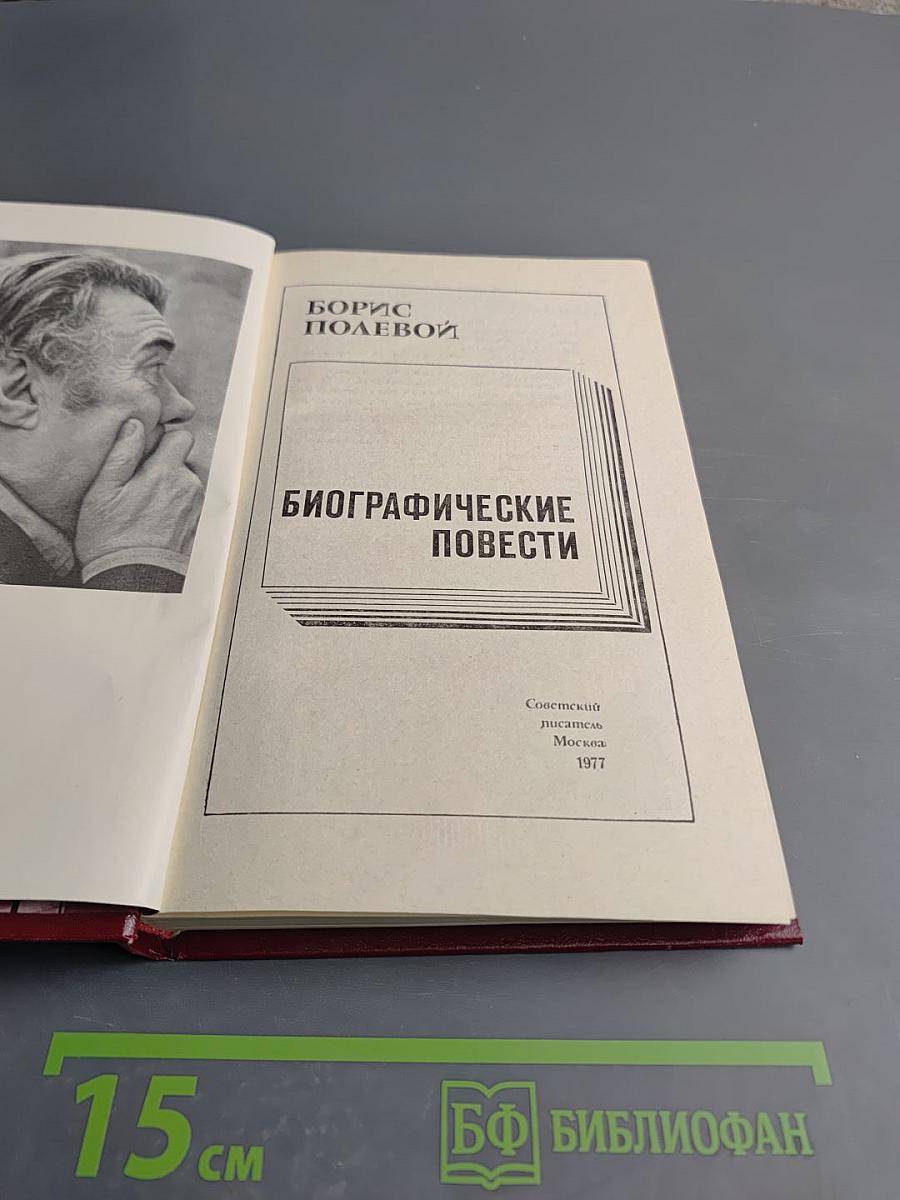 БОРИС
ПОЛЕВОЙ
БИОГРАФИЧЕСКИЕ
ПОВЕСТИ
Советский
писатель
Москва
1977
15 см
БФ БИБЛИОФАН